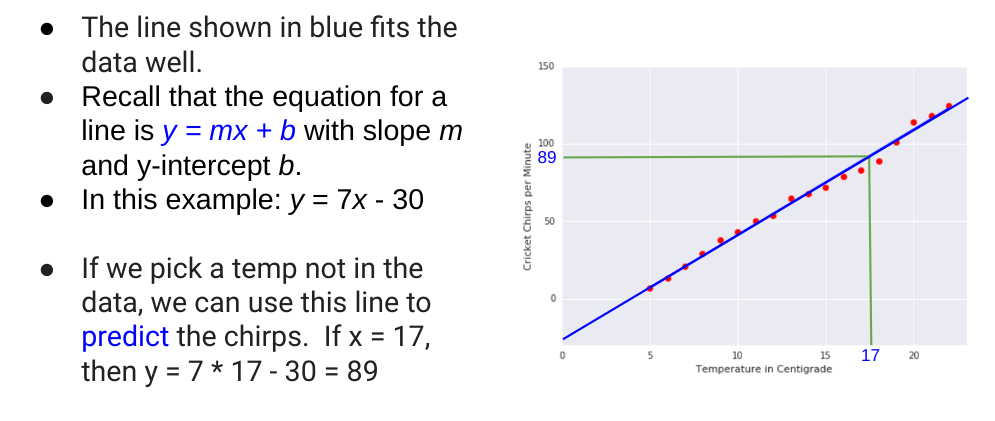 ● The line shown in blue fits the
data well.
● Recall that the equation for a
line is y = mx + b with slope m
and y-intercept b.
● In this example: y = 7x - 30
● If we pick a temp not in the
data, we can use this line to
predict the chirps.  If x = 17,
then y = 7 * 17 - 30 = 89
150
100
89
50
0
Cricket Chirps per Minute
0 5 10 15 17 20
Temperature in Centigrade